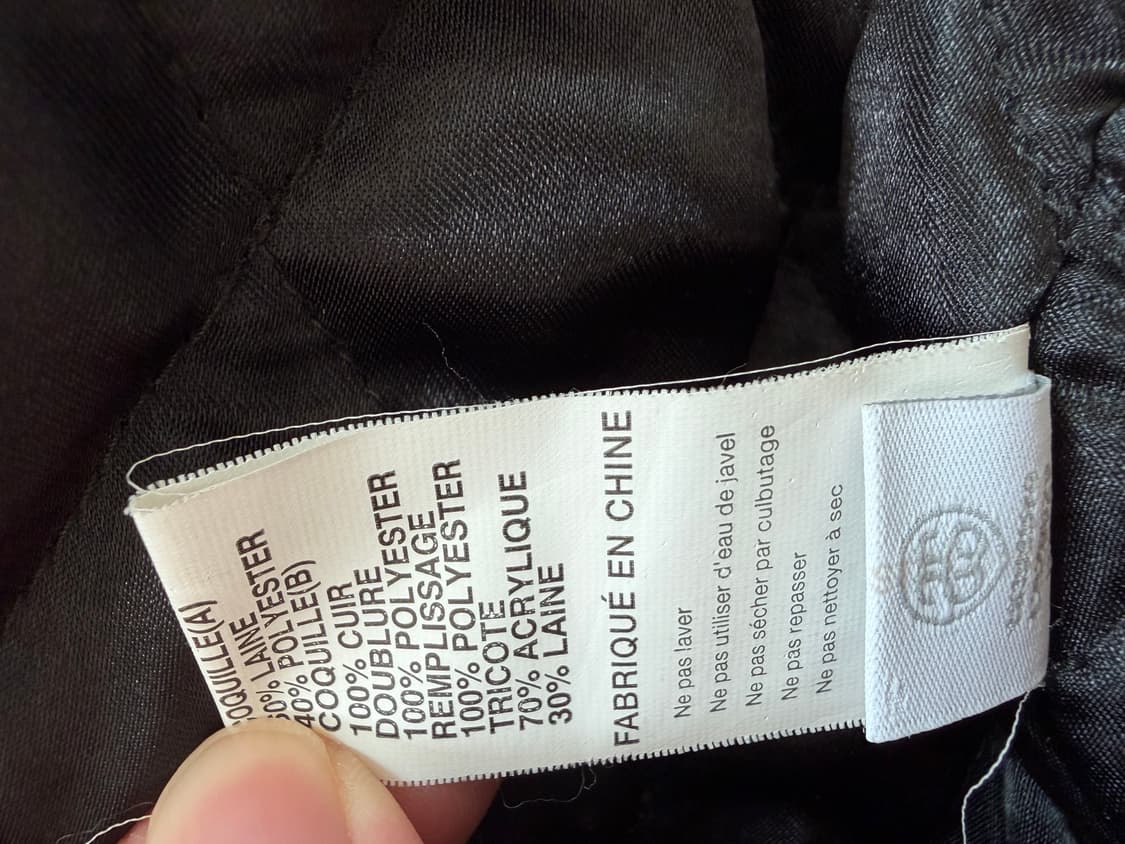 COQUILLE(A)
60% LAINE
40% POLYESTER
COQUILLE(B)
100% CUIR
DOUBLURE
100% POLYESTER
REMPLISSAGE
100% POLYESTER
TRICOTE
70% ACRYLIQUE
30% LAINE
FABRIQUÉ EN CHINE
Ne pas laver
Ne pas utiliser d'eau de javel
Ne pas sécher par culbutage
Ne pas repasser
Ne pas nettoyer à sec